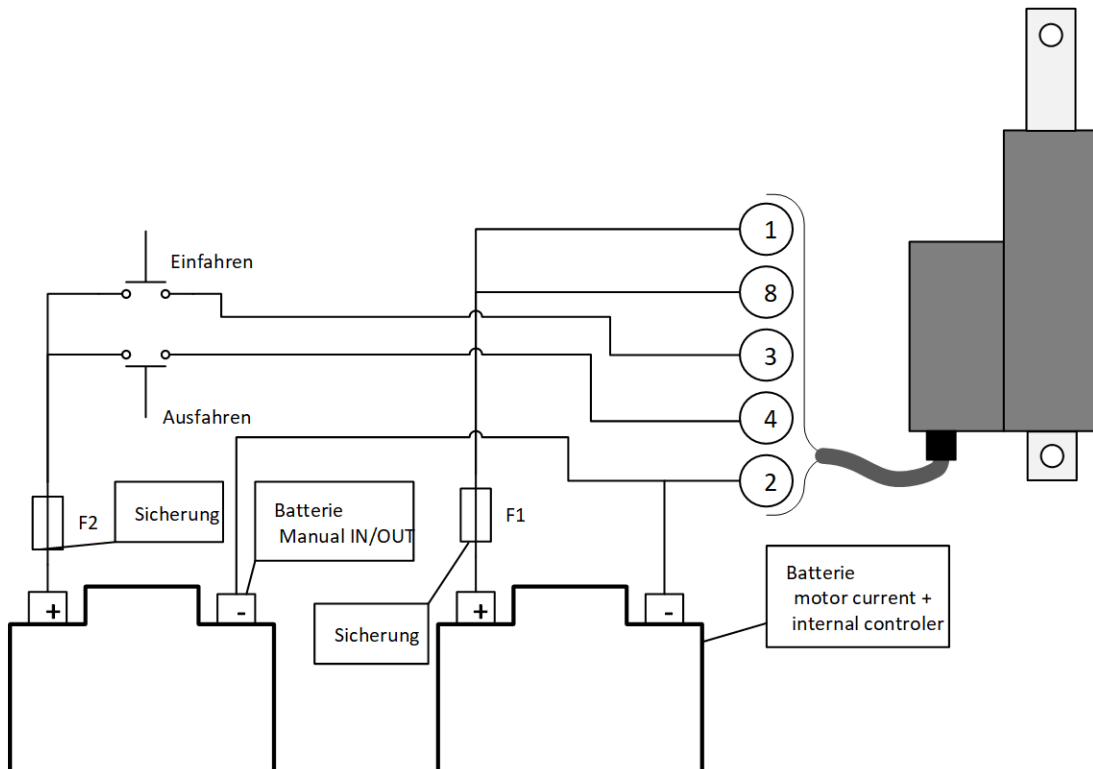 1
Einfahren
8
3
Ausfahren
4
2
F2
Sicherung
Batterie
Manual IN/OUT
F1
Batterie
motor current +
internal controler
+
-
Sicherung
+
-